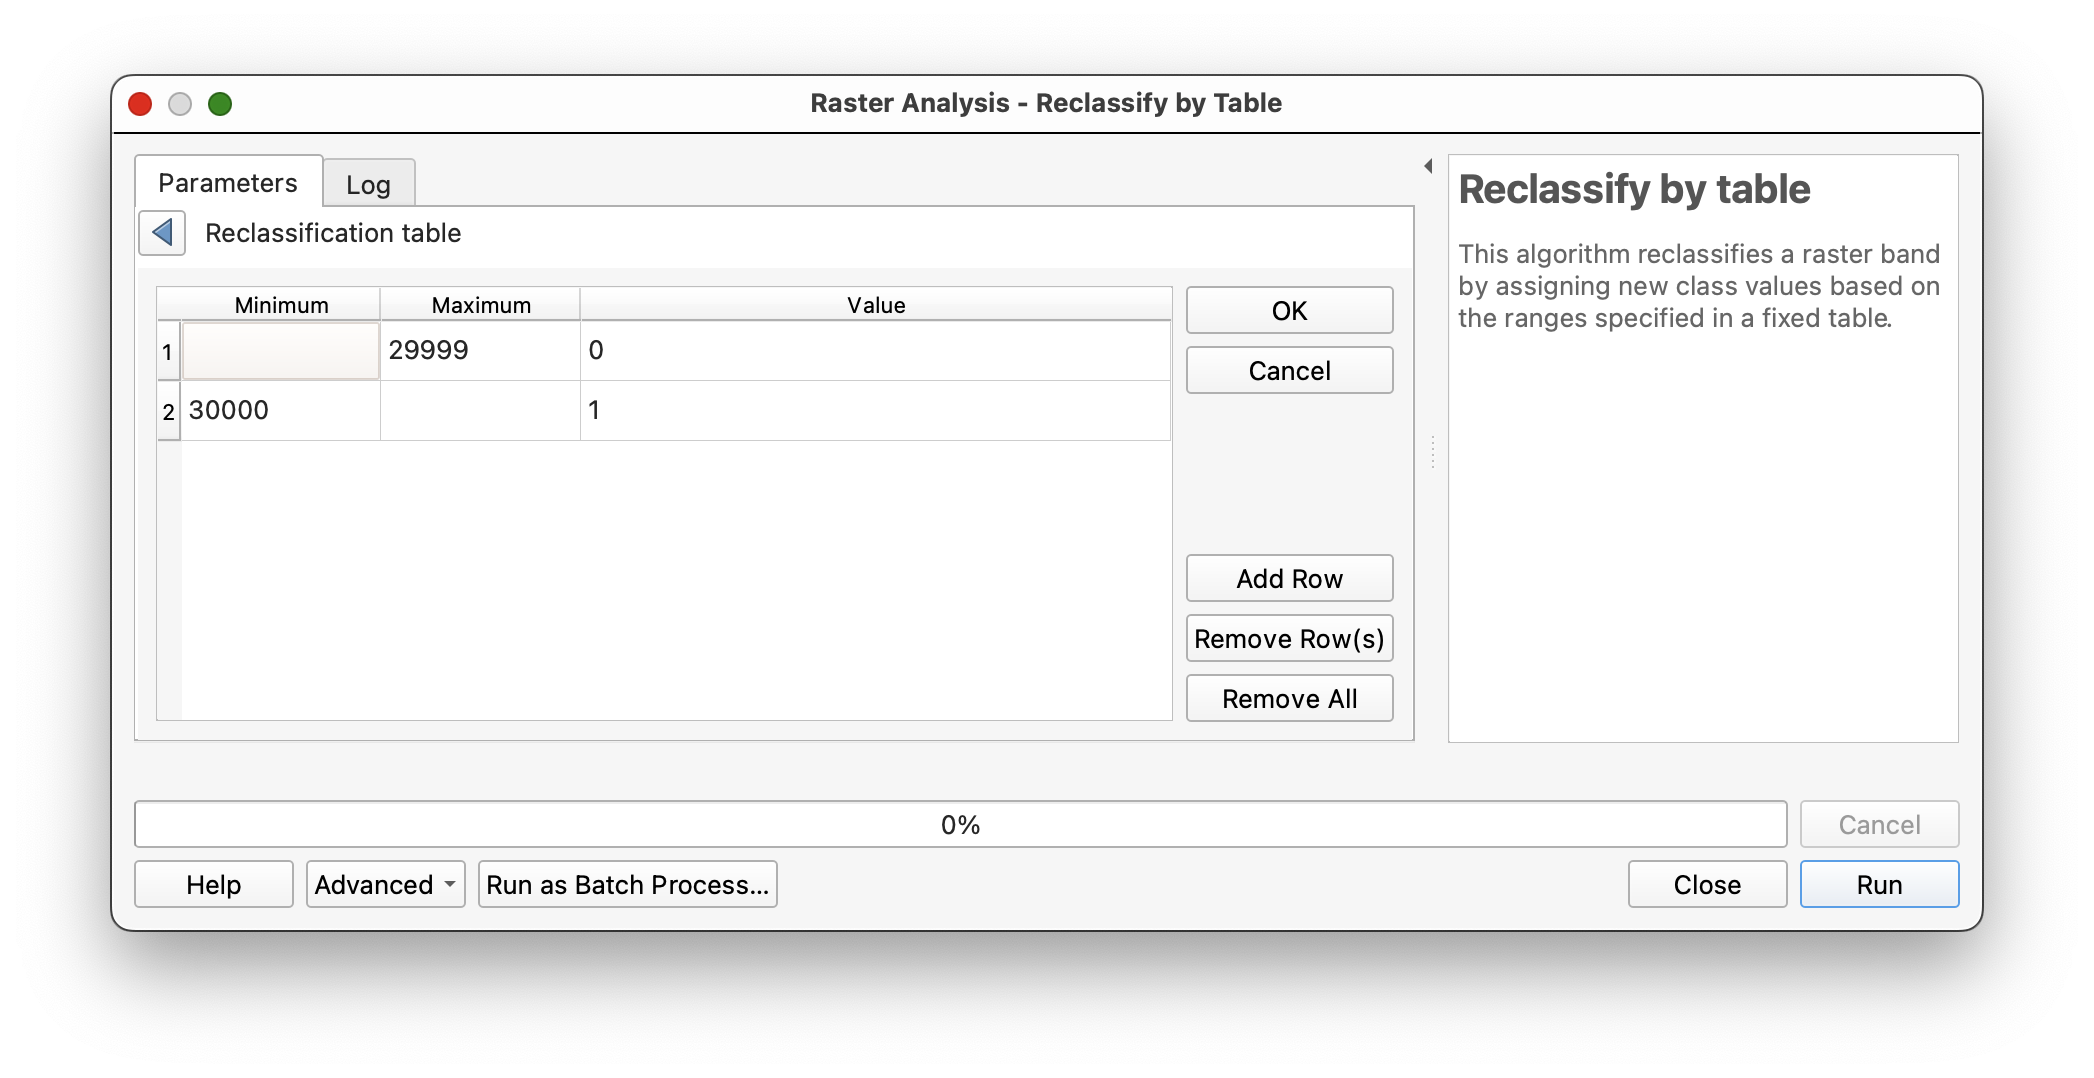 Raster Analysis - Reclassify by Table
Parameters
Log
Reclassification table
Minimum Maximum Value
1 29999 0
2 30000 1
OK
Cancel
Add Row
Remove Row(s)
Remove All
Reclassify by table
This algorithm reclassifies a raster band
by assigning new class values based on
the ranges specified in a fixed table.
0%
Cancel
Help
Advanced
Run as Batch Process...
Close
Run